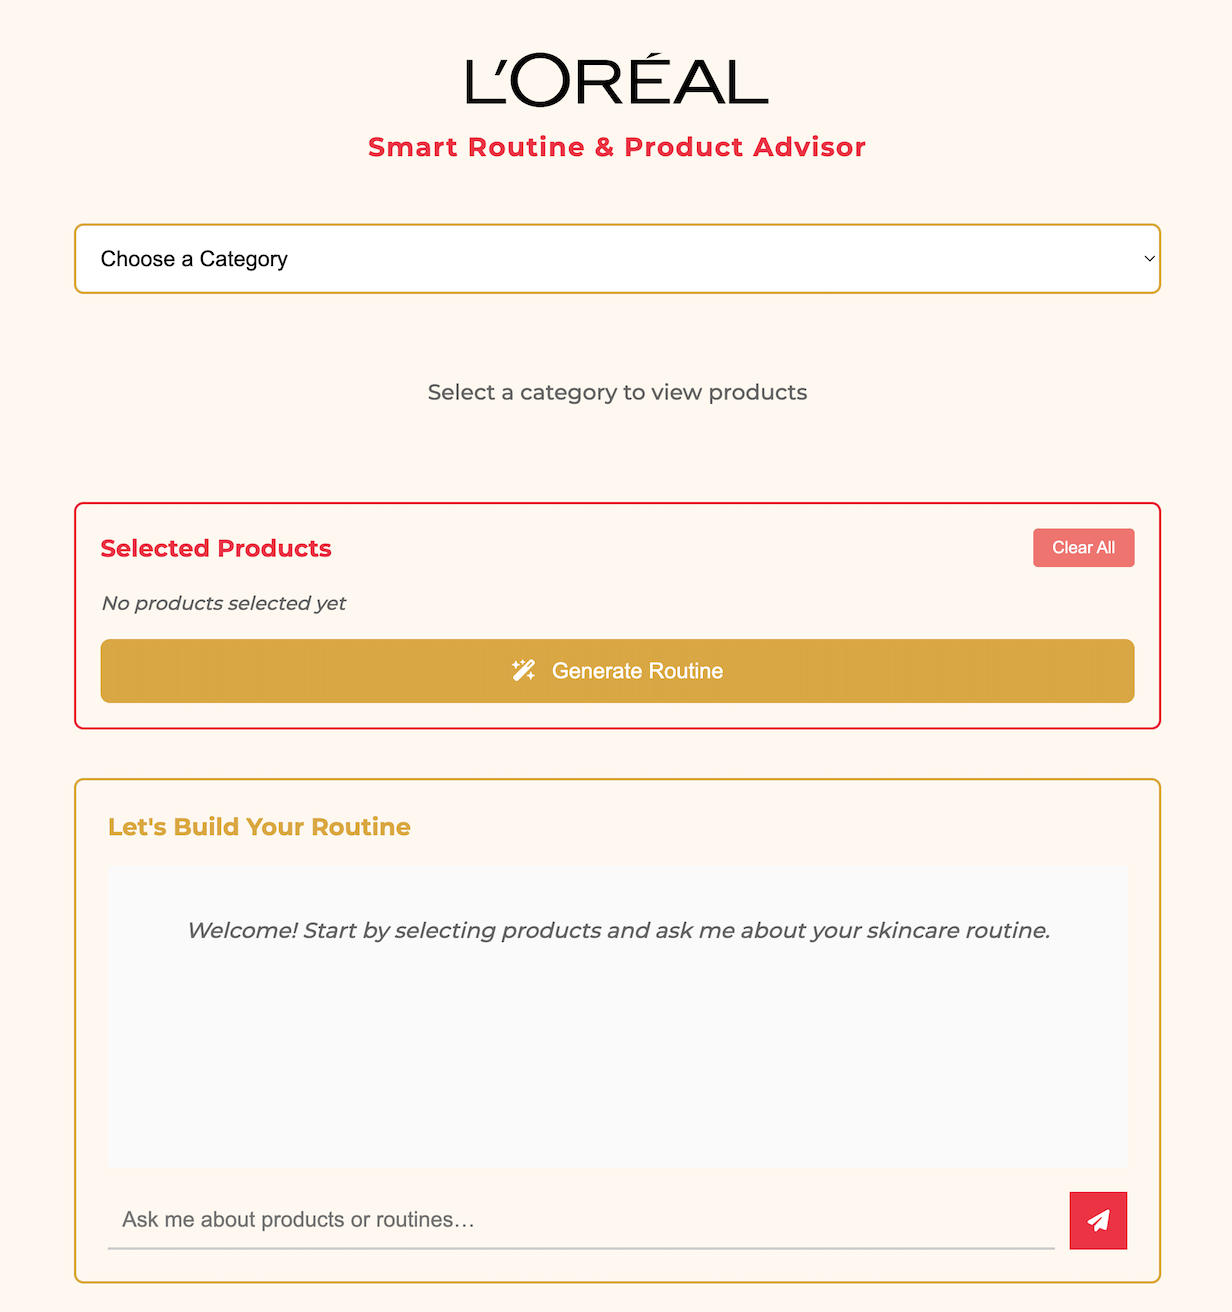 L'ORÉAL
Smart Routine & Product Advisor
Choose a Category
Select a category to view products
Selected Products
Clear All
No products selected yet
Generate Routine
Let's Build Your Routine
Welcome! Start by selecting products and ask me about your skincare routine.
Ask me about products or routines…